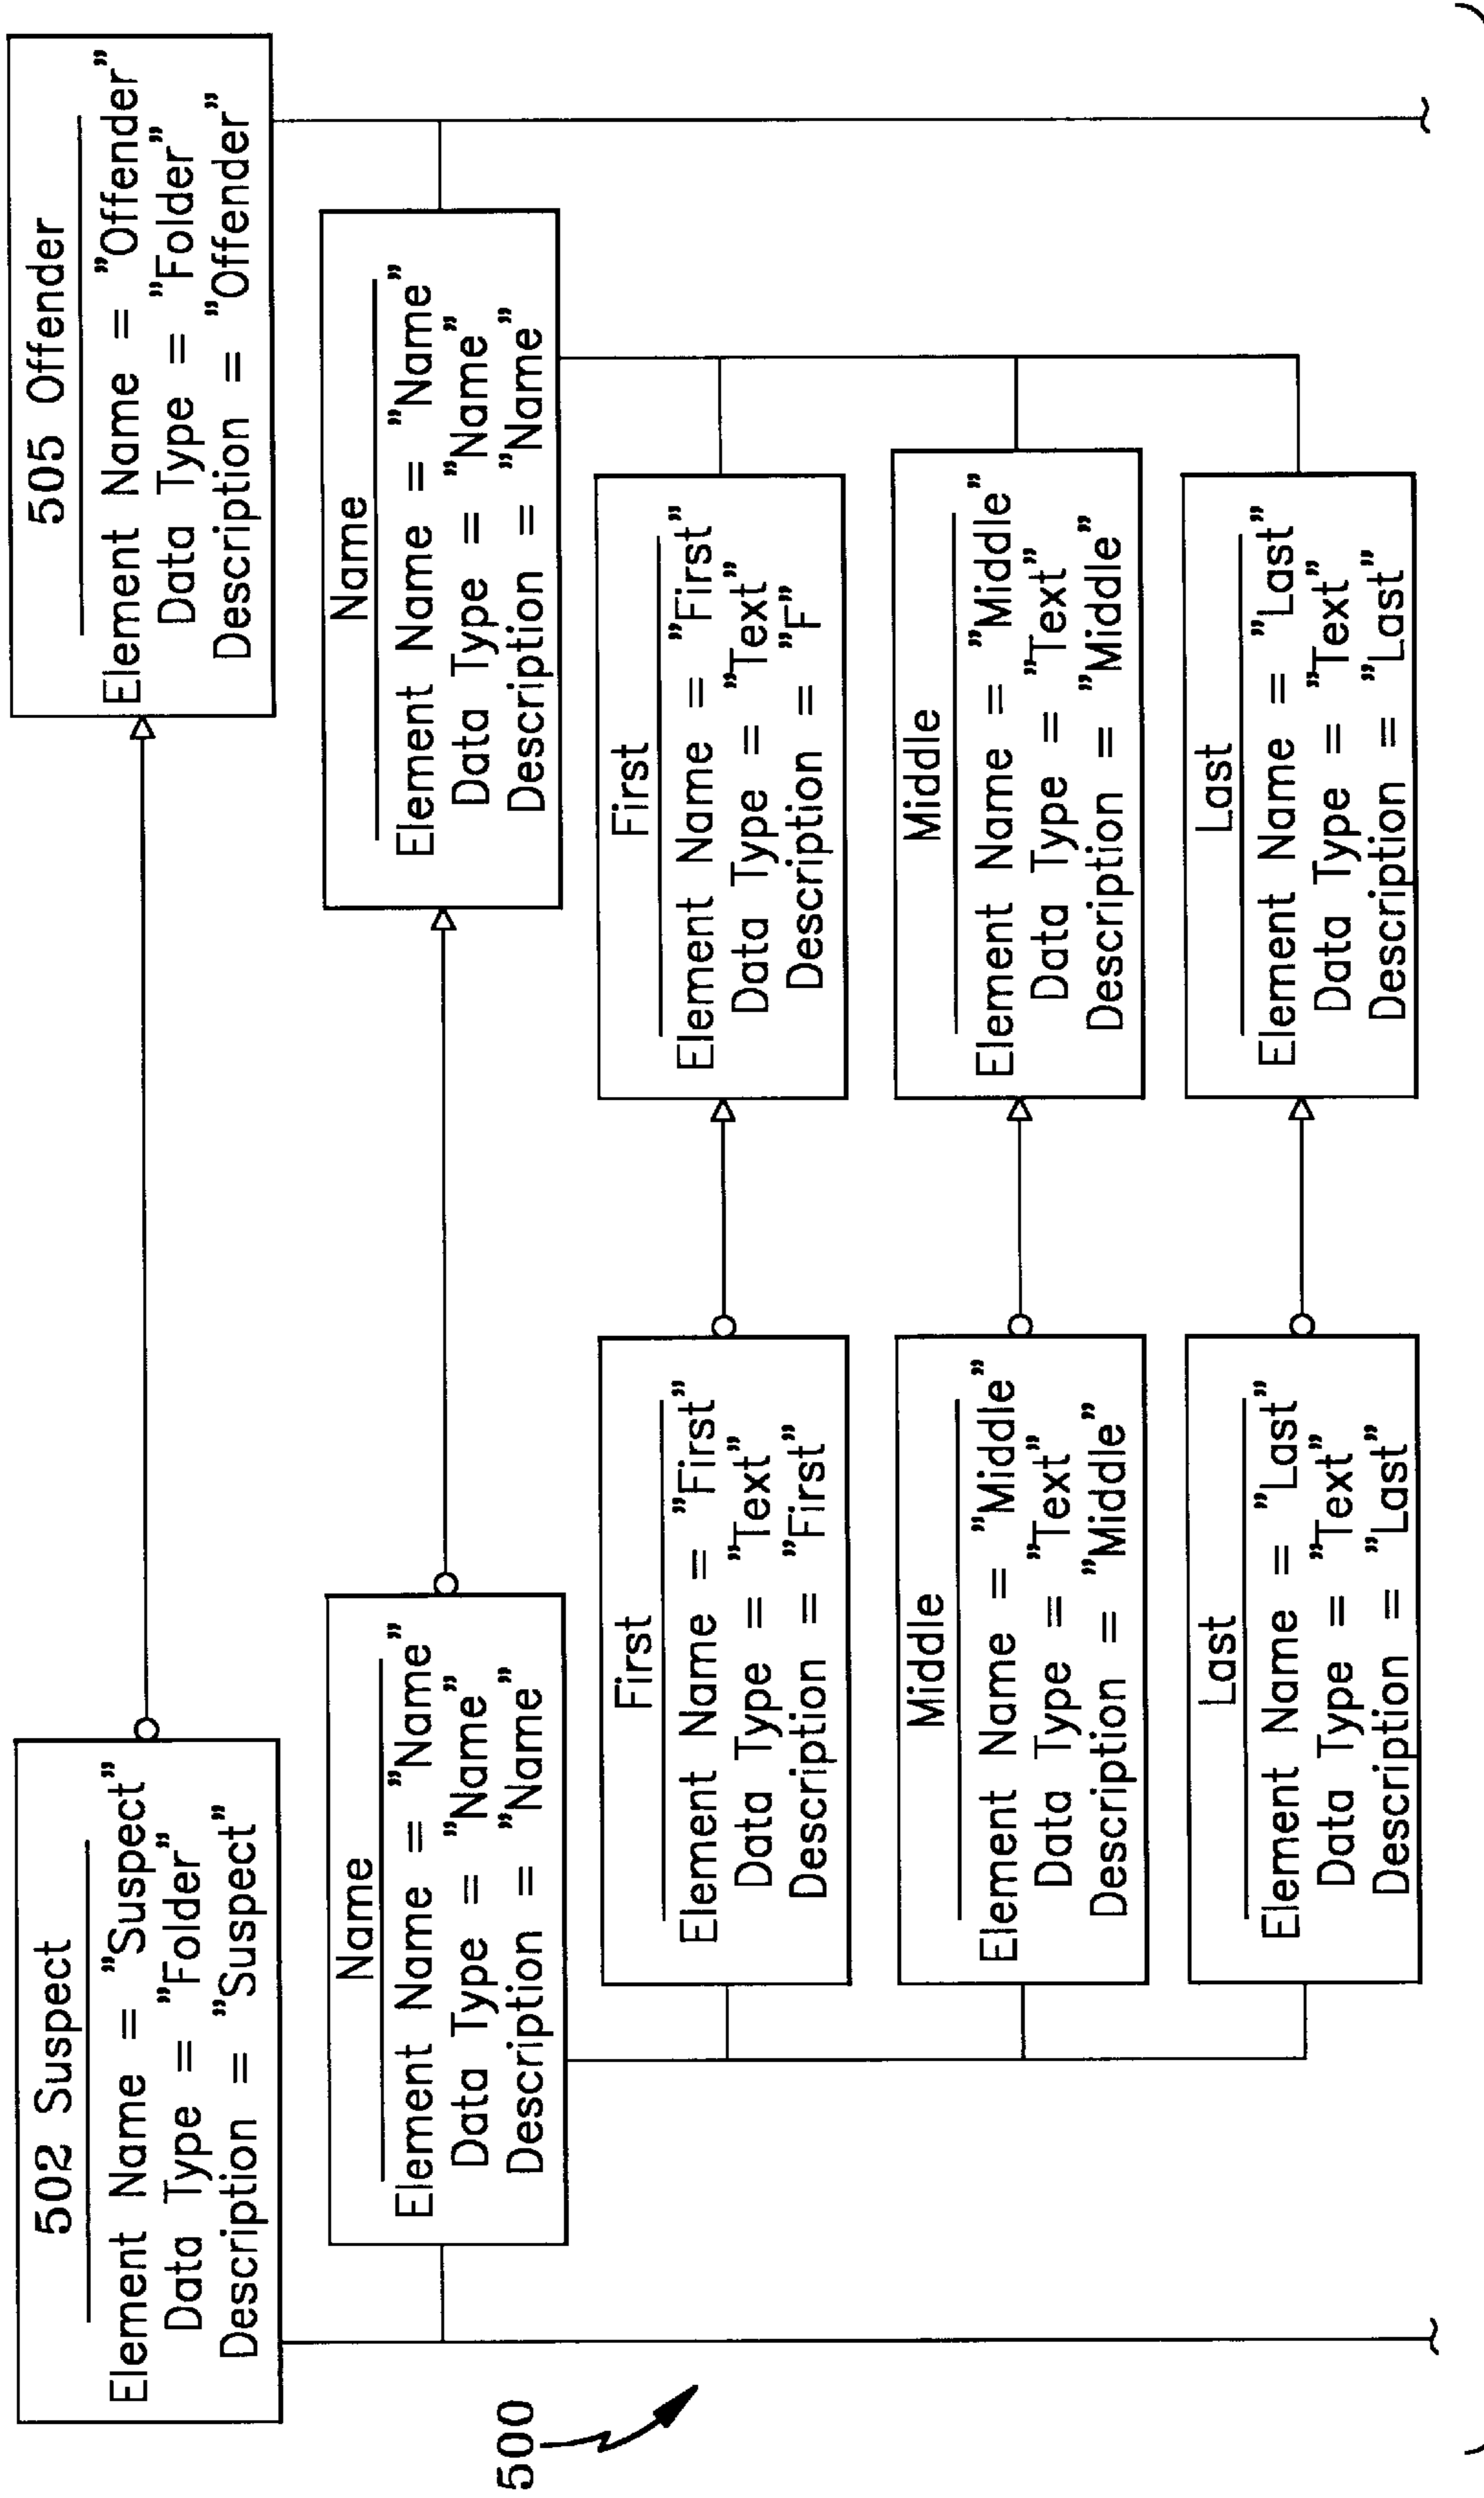 502 Suspect
Element Name = "Suspect"
Data Type = "Folder"
Description = "Suspect"
505 Offender
Element Name = "Offender"
Data Type = "Folder"
Description = "Offender"
Name
Element Name = "Name"
Data Type = "Name"
Description = "Name"
Name
Element Name = "Name"
Data Type = "Name"
Description = "Name"
500
First
Element Name = "First"
Data Type = "Text"
Description = "First"
First
Element Name = "First"
Data Type = "Text"
Description = "F"
Middle
Element Name = "Middle"
Data Type = "Text"
Description = "Middle"
Middle
Element Name = "Middle"
Data Type = "Text"
Description = "Middle"
Last
Element Name = "Last"
Data Type = "Text"
Description = "Last"
Last
Element Name = "Last"
Data Type = "Text"
Description = "Last"